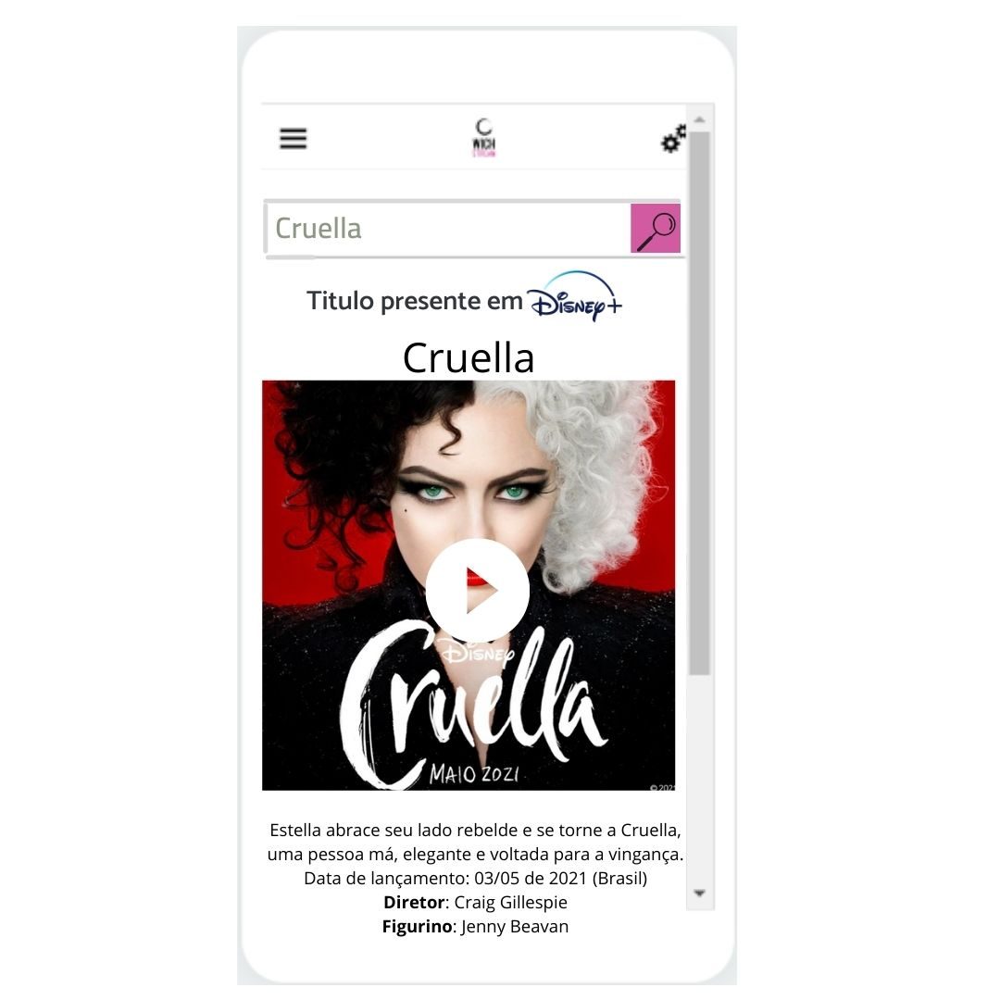 WICH
Cruella
Titulo presente em Disney+
Cruella
Disney
Cruella
MAIO 2021
© 2021
Estella abrace seu lado rebelde e se torne a Cruella,
uma pessoa má, elegante e voltada para a vingança.
Data de lançamento: 03/05 de 2021 (Brasil)
Diretor: Craig Gillespie
Figurino: Jenny Beavan